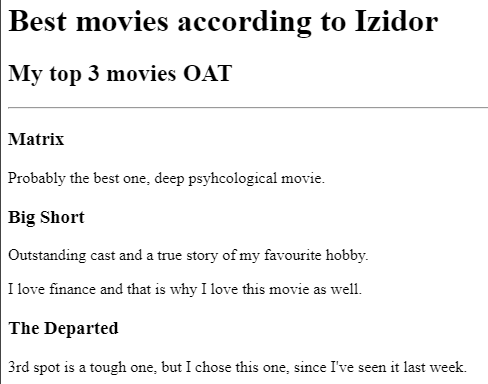 Best movies according to Izidor
My top 3 movies OAT
Matrix
Probably the best one, deep psyhcological movie.
Big Short
Outstanding cast and a true story of my favourite hobby.
I love finance and that is why I love this movie as well.
The Departed
3rd spot is a tough one, but I chose this one, since I've seen it last week.